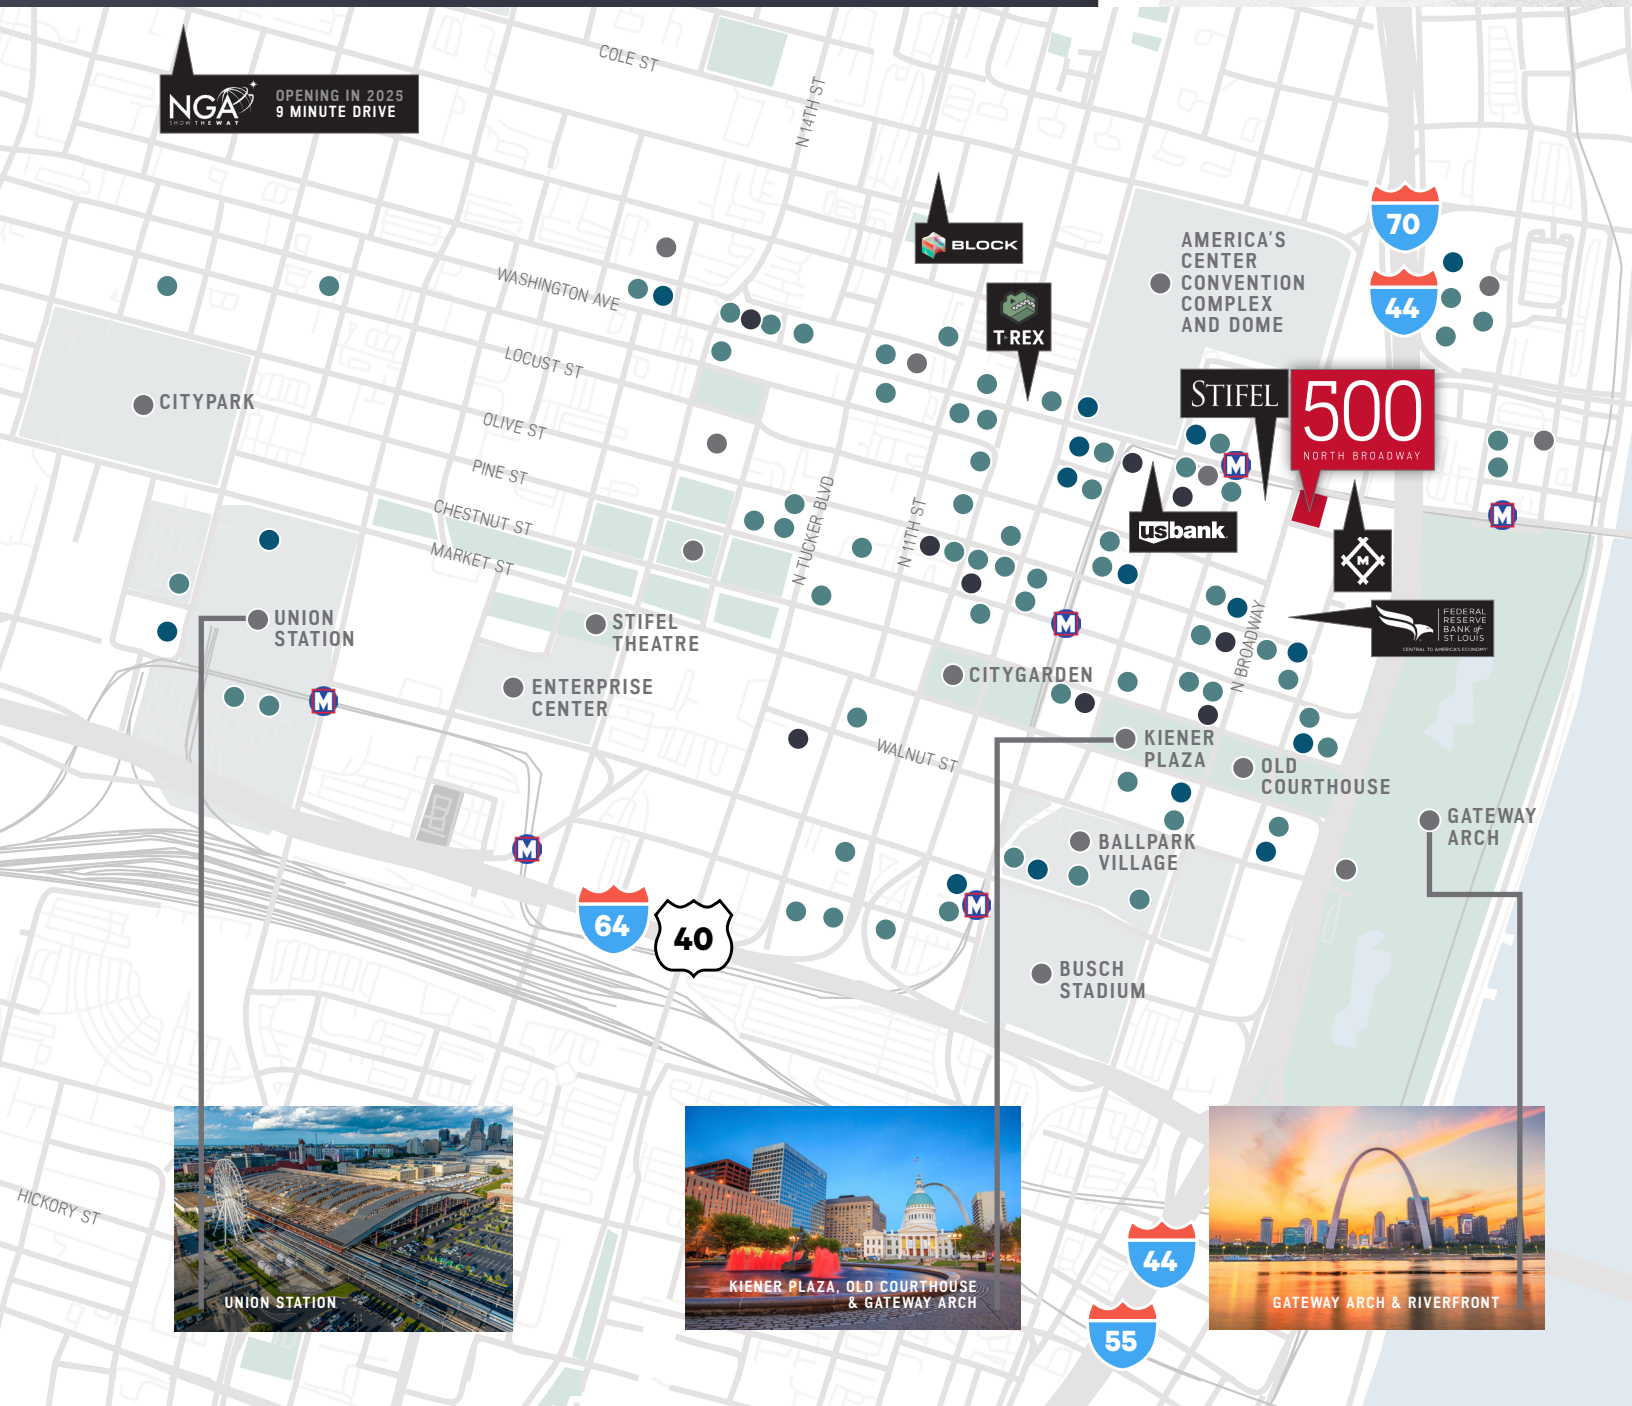 COLE ST
N 14TH ST
NGA
SHOW THE WAY
OPENING IN 2025
9 MINUTE DRIVE
BLOCK
70
AMERICA'S
CENTER
CONVENTION
COMPLEX
AND DOME
WASHINGTON AVE
T-REX
44
LOCUST ST
CITYPARK
STIFEL
500
NORTH BROADWAY
OLIVE ST
PINE ST
M
CHESTNUT ST
N TUCKER BLVD
N 11TH ST
usbank
M
MARKET ST
M
FEDERAL
RESERVE
BANK of
ST. LOUIS
CENTRAL TO AMERICA'S ECONOMY
UNION
STATION
STIFEL
THEATRE
M
N BROADWAY
CITYGARDEN
ENTERPRISE
CENTER
M
WALNUT ST
KIENER
PLAZA
OLD
COURTHOUSE
GATEWAY
ARCH
BALLPARK
VILLAGE
M
64
40
M
BUSCH
STADIUM
HICKORY ST
UNION STATION
KIENER PLAZA, OLD COURTHOUSE
& GATEWAY ARCH
44
55
GATEWAY ARCH & RIVERFRONT